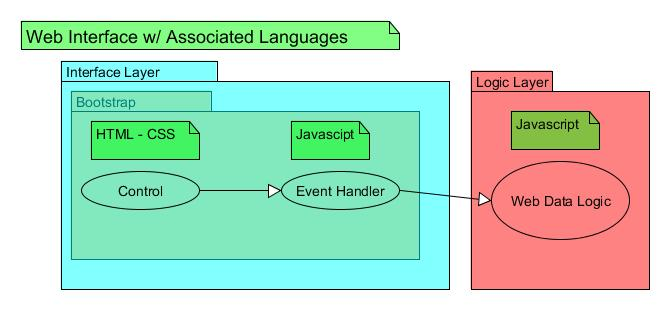 Web Interface w/ Associated Languages
Interface Layer
Bootstrap
HTML - CSS
Javascipt
Control
Event Handler
Logic Layer
Javascript
Web Data Logic